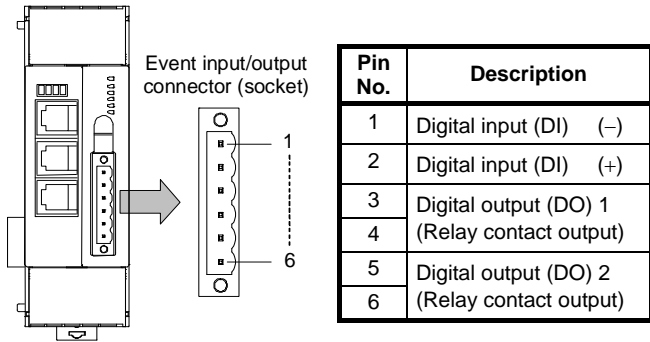 Event input/output
connector (socket)
1
6
Pin No. Description
1 Digital input (DI) (−)
2 Digital input (DI) (+)
3 Digital output (DO) 1
4 (Relay contact output)
5 Digital output (DO) 2
6 (Relay contact output)